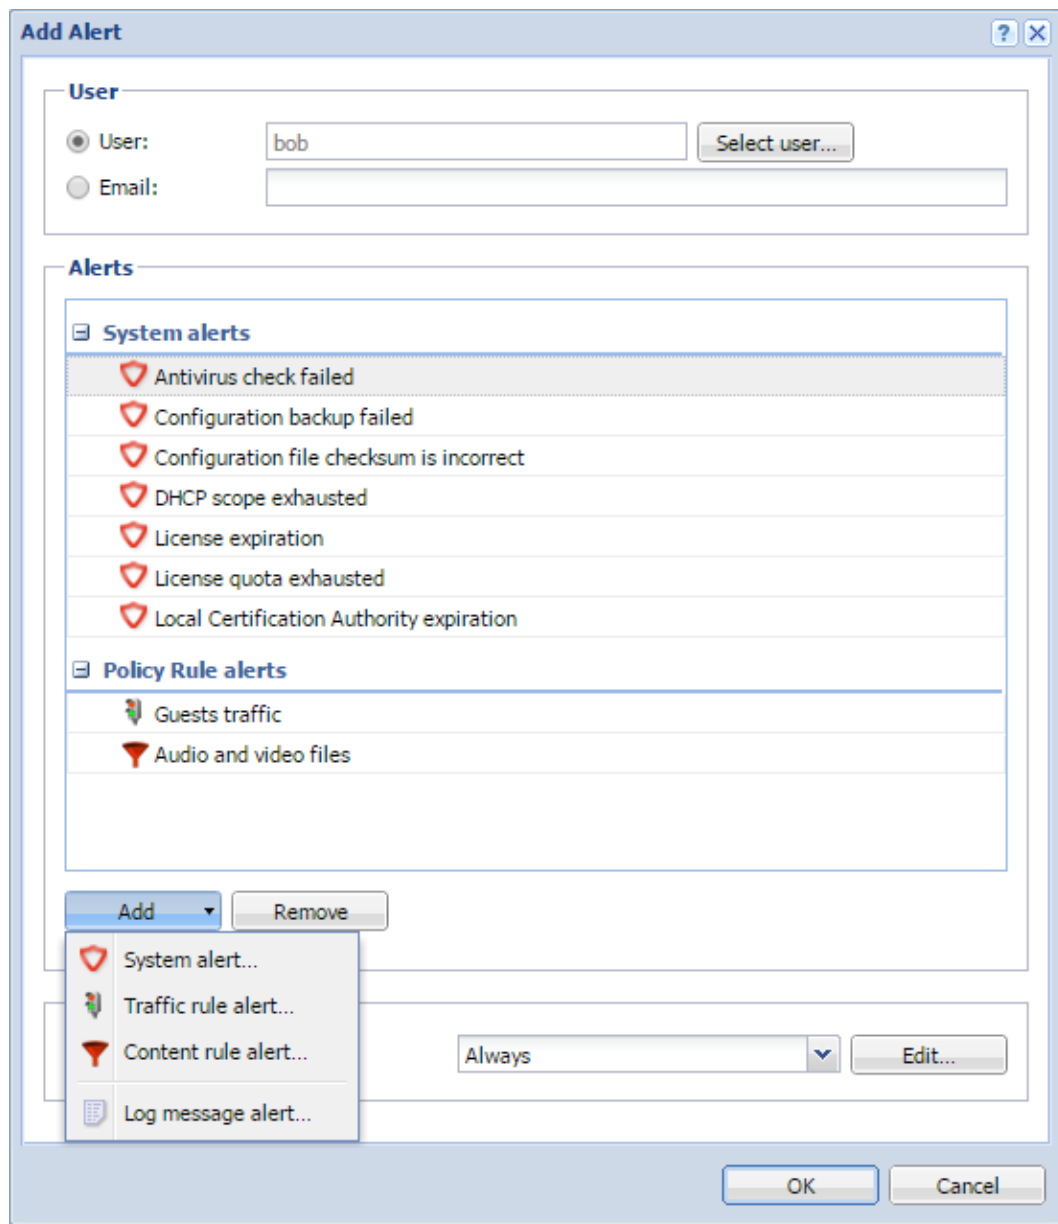 Add Alert
User
User: bob Select user...
Email:
Alerts
System alerts
Antivirus check failed
Configuration backup failed
Configuration file checksum is incorrect
DHCP scope exhausted
License expiration
License quota exhausted
Local Certification Authority expiration
Policy Rule alerts
Guests traffic
Audio and video files
Add Remove
System alert...
Traffic rule alert...
Content rule alert...
Always Edit...
Log message alert...
OK Cancel